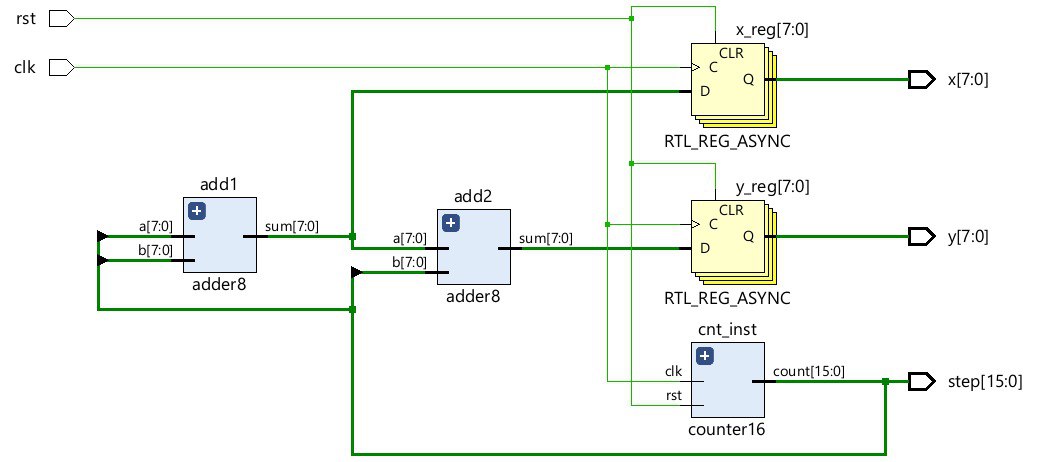 rst
clk
x_reg[7:0]
CLR
C
Q
D
x[7:0]
RTL_REG_ASYNC
y_reg[7:0]
CLR
C
Q
D
y[7:0]
RTL_REG_ASYNC
add1
a[7:0]
b[7:0]
sum[7:0]
adder8
add2
a[7:0]
b[7:0]
sum[7:0]
adder8
cnt_inst
clk
rst
count[15:0]
step[15:0]
counter16